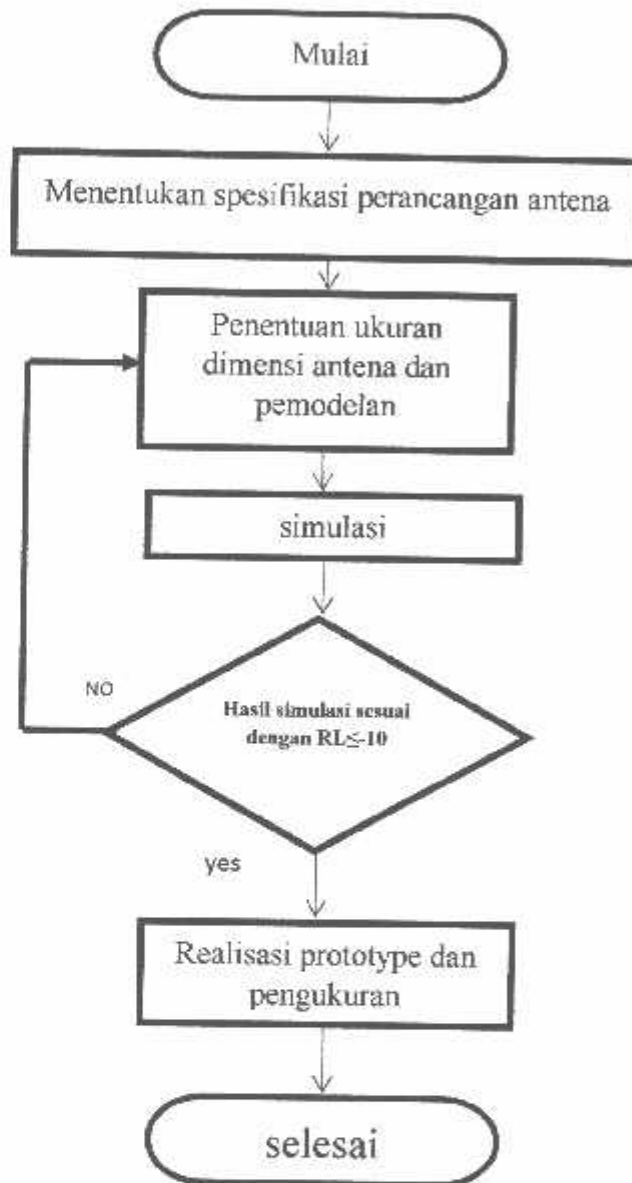 Mulai
Menentukan spesifikasi perancangan antena
Penentuan ukuran
dimensi antena dan
pemodelan
simulasi
NO
Hasil simulasi sesuai
dengan RL≤-10
yes
Realisasi prototype dan
pengukuran
selesai